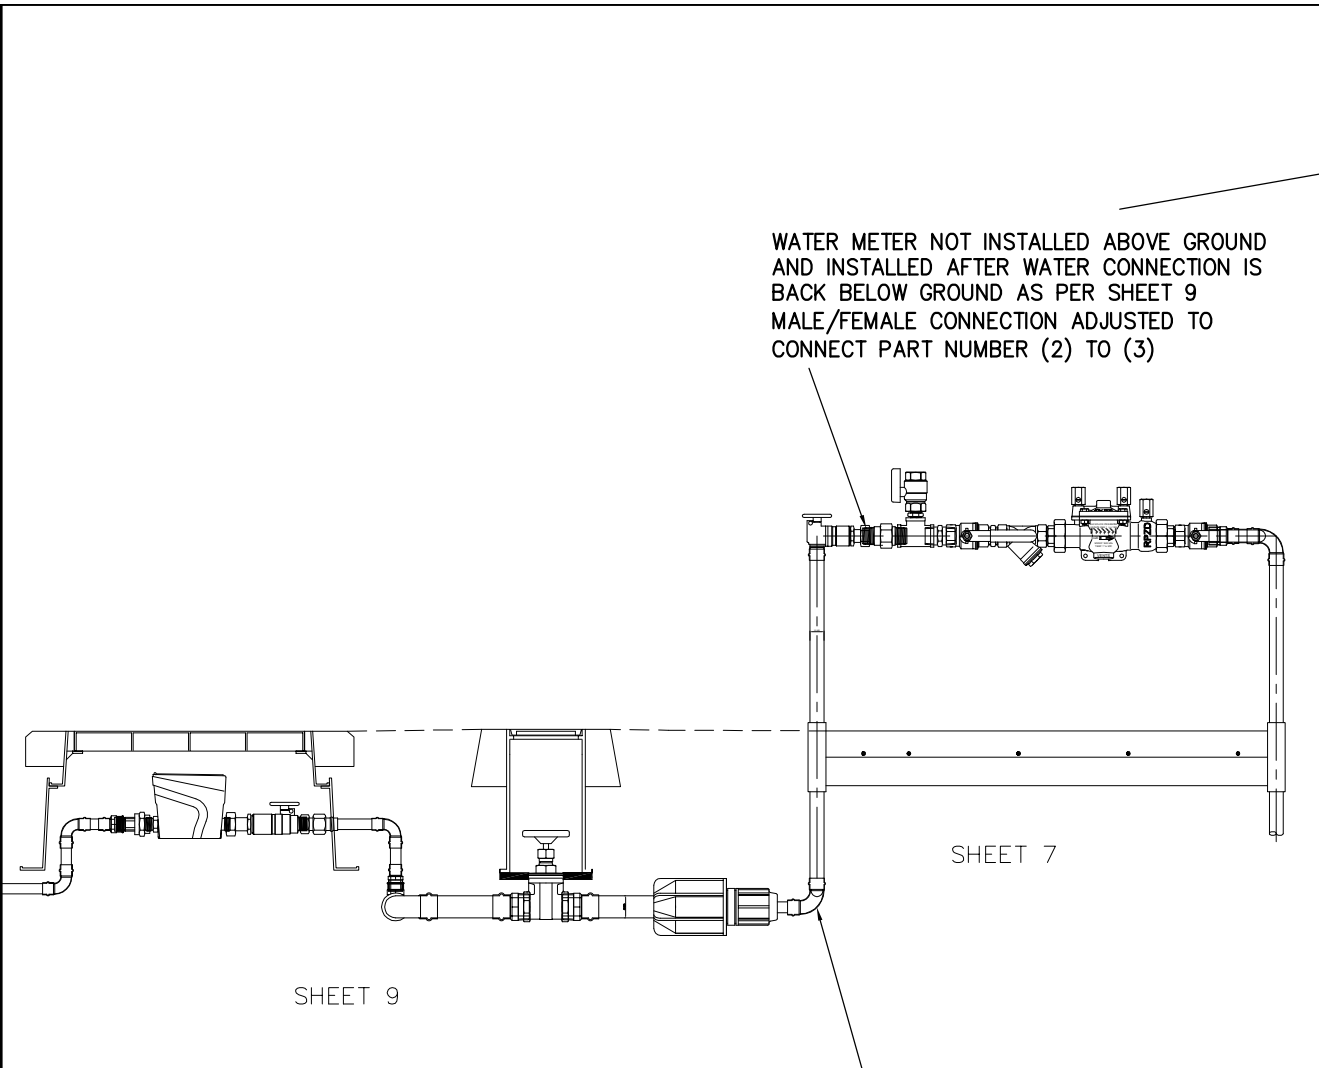 WATER METER NOT INSTALLED ABOVE GROUND
AND INSTALLED AFTER WATER CONNECTION IS
BACK BELOW GROUND AS PER SHEET 9
MALE/FEMALE CONNECTION ADJUSTED TO
CONNECT PART NUMBER (2) TO (3)
RPZD
SHEET 7
SHEET 9